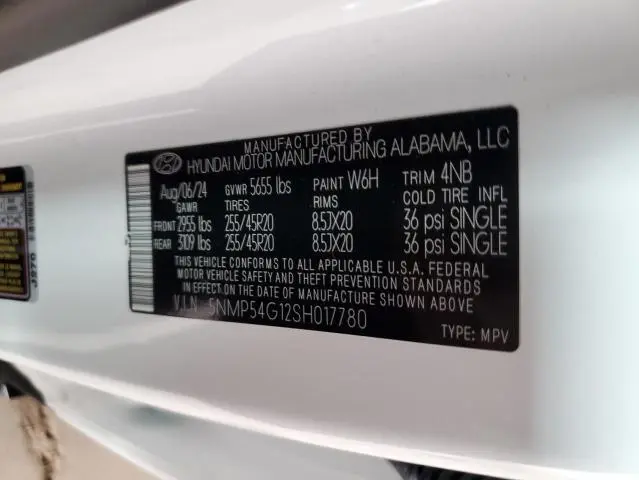 MANUFACTURED BY
HYUNDAI MOTOR MANUFACTURING ALABAMA, LLC
Aug/06/24 GVWR 5655 lbs PAINT W6H TRIM 4NB
GAWR TIRES RIMS COLD TIRE INFL
FRONT 2955 lbs 255/45R20 8.5JX20 36 psi SINGLE
REAR 3109 lbs 255/45R20 8.5JX20 36 psi SINGLE
THIS VEHICLE CONFORMS TO ALL APPLICABLE U.S.A. FEDERAL
MOTOR VEHICLE SAFETY AND THEFT PREVENTION STANDARDS
IN EFFECT ON THE DATE OF MANUFACTURE SHOWN ABOVE
VIN 5NMP54G12SH017780
TYPE: MPV